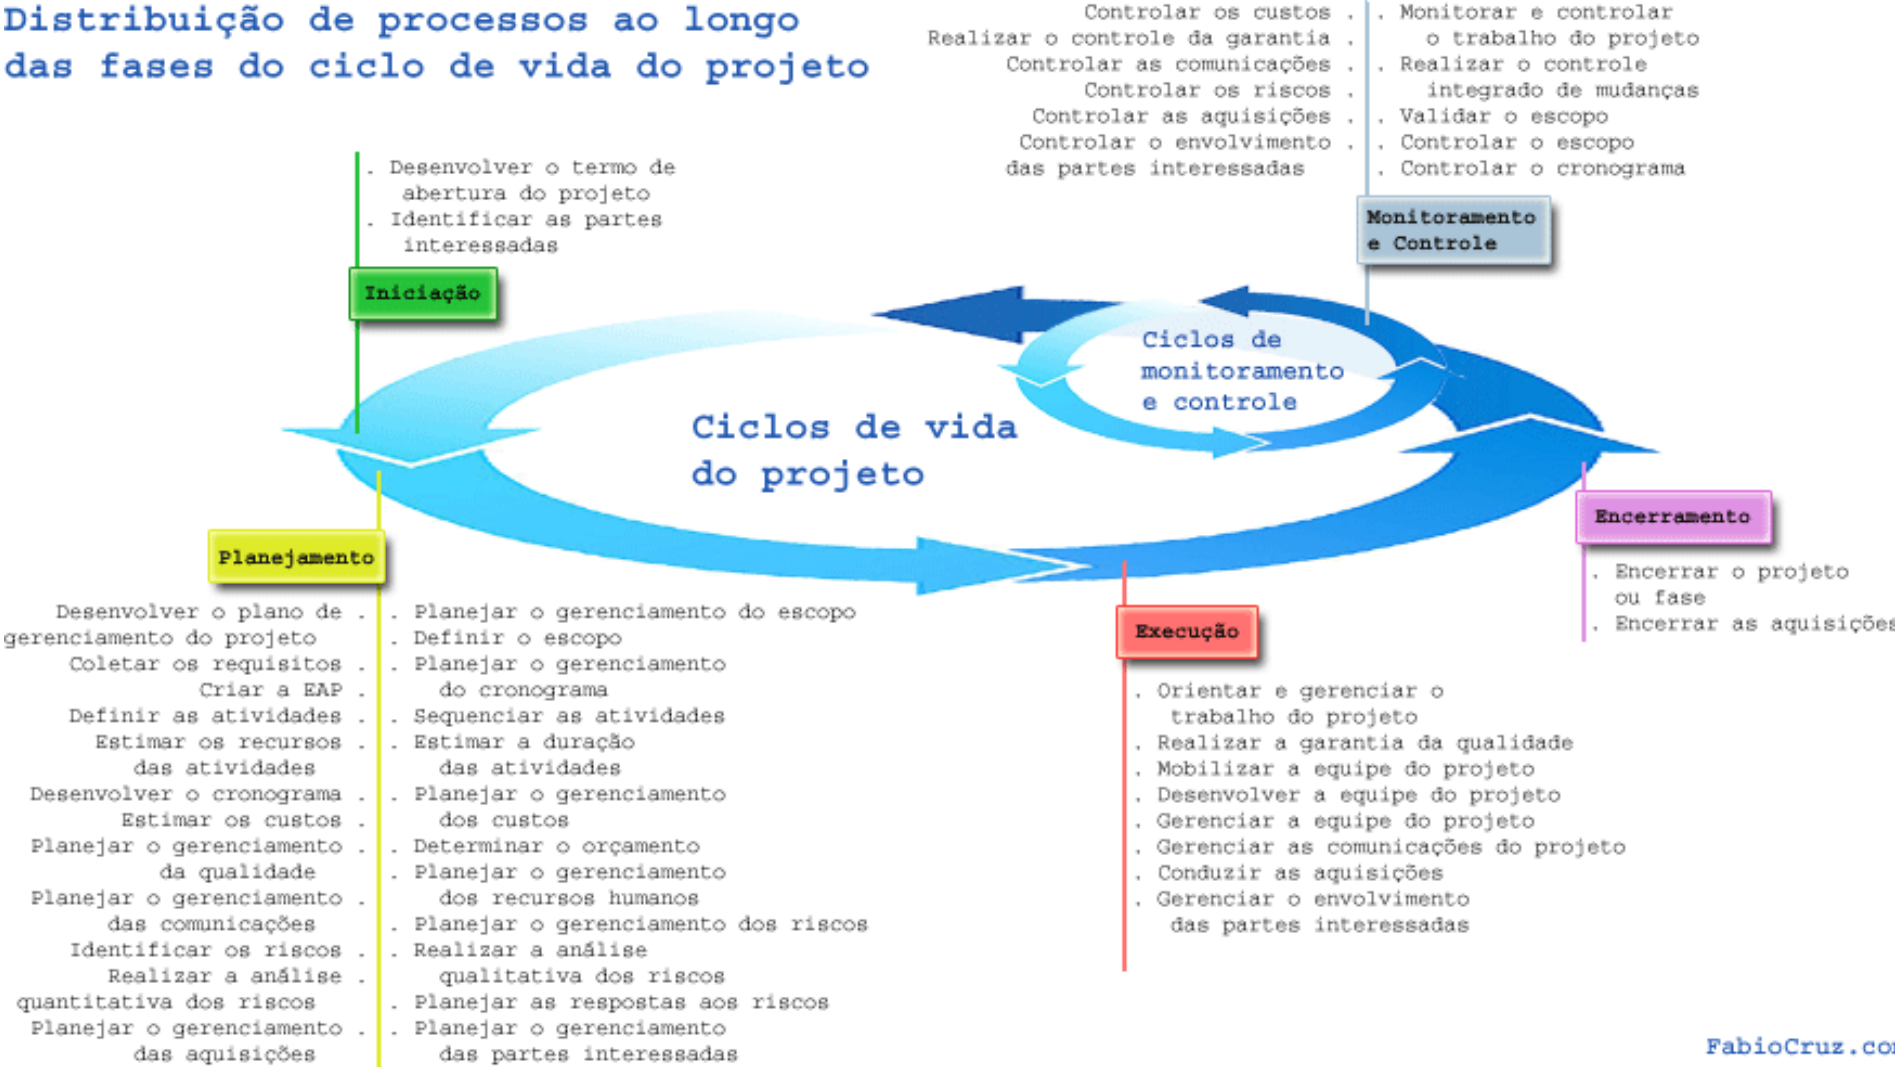 Distribuição de processos ao longo
das fases do ciclo de vida do projeto
Controlar os custos .
Realizar o controle da garantia .
Controlar as comunicações .
Controlar os riscos .
Controlar as aquisições .
Controlar o envolvimento .
das partes interessadas
. Monitorar e controlar
o trabalho do projeto
. Realizar o controle
integrado de mudanças
. Validar o escopo
. Controlar o escopo
. Controlar o cronograma
Monitoramento
e Controle
. Desenvolver o termo de
abertura do projeto
. Identificar as partes
interessadas
Iniciação
Ciclos de
monitoramento
e controle
Ciclos de vida
do projeto
Encerramento
. Encerrar o projeto
ou fase
. Encerrar as aquisições
Planejamento
Desenvolver o plano de .
gerenciamento do projeto
Coletar os requisitos .
Criar a EAP .
Definir as atividades .
Estimar os recursos .
das atividades
Desenvolver o cronograma .
Estimar os custos .
Planejar o gerenciamento .
da qualidade
Planejar o gerenciamento .
das comunicações
Identificar os riscos .
Realizar a análise .
quantitativa dos riscos
Planejar o gerenciamento .
das aquisições
. Planejar o gerenciamento do escopo
. Definir o escopo
. Planejar o gerenciamento
do cronograma
. Sequenciar as atividades
. Estimar a duração
das atividades
. Planejar o gerenciamento
dos custos
. Determinar o orçamento
. Planejar o gerenciamento
dos recursos humanos
. Planejar o gerenciamento dos riscos
. Realizar a análise
qualitativa dos riscos
. Planejar as respostas aos riscos
. Planejar o gerenciamento
das partes interessadas
Execução
. Orientar e gerenciar o
trabalho do projeto
. Realizar a garantia da qualidade
. Mobilizar a equipe do projeto
. Desenvolver a equipe do projeto
. Gerenciar a equipe do projeto
. Gerenciar as comunicações do projeto
. Conduzir as aquisições
. Gerenciar o envolvimento
das partes interessadas
FabioCruz.com